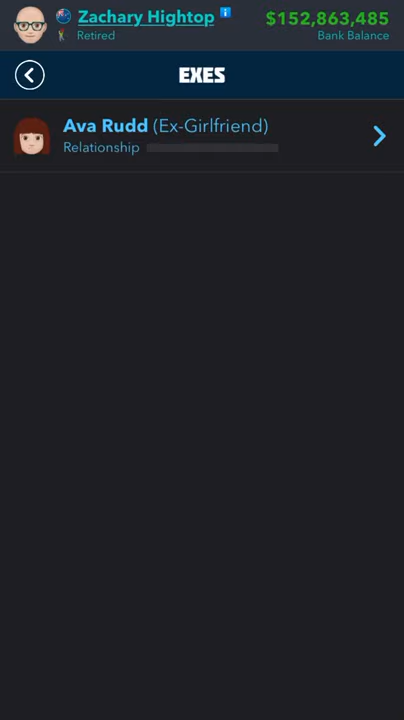 Zachary Hightop
$152,863,485
Retired
Bank Balance
EXES
Ava Rudd (Ex-Girlfriend)
Relationship